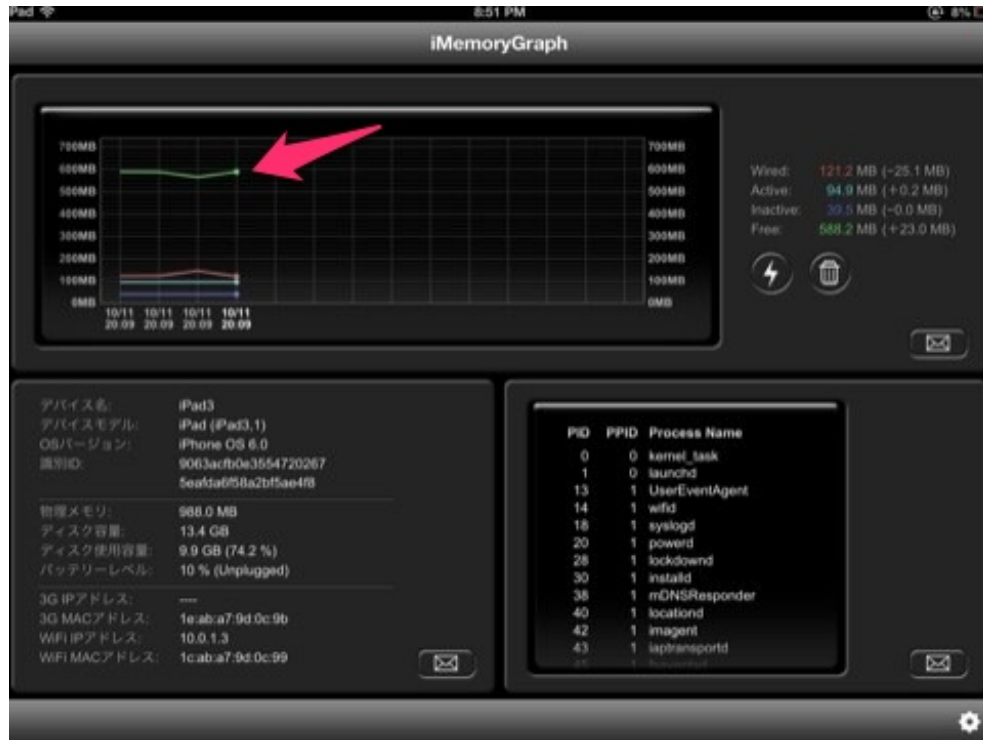 Pad 8:51 PM 8%
iMemoryGraph
700MB 700MB
600MB 600MB
500MB 500MB
400MB 400MB
300MB 300MB
200MB 200MB
100MB 100MB
0MB 0MB
10/11 10/11 10/11 10/11
20:09 20:09 20:09 20:09
Wired: 121.2 MB (-25.1 MB)
Active: 94.9 MB (+0.2 MB)
Inactive: 39.5 MB (-0.0 MB)
Free: 588.2 MB (+23.0 MB)
デバイス名: iPad3
デバイスモデル: iPad (iPad3,1)
OSバージョン: iPhone OS 6.0
識別ID: 9063acfb0e3554720267
5eafda6f58a2bf5ae4f8
物理メモリ: 988.0 MB
ディスク容量: 13.4 GB
ディスク使用容量: 9.9 GB (74.2 %)
バッテリーレベル: 10 % (Unplugged)
3G IPアドレス: ----
3G MACアドレス: 1e:ab:a7:9d:0c:9b
WiFi IPアドレス: 10.0.1.3
WiFi MACアドレス: 1c:ab:a7:9d:0c:99
PID PPID Process Name
0 0 kernel_task
1 0 launchd
13 1 UserEventAgent
14 1 wifid
18 1 syslogd
20 1 powerd
28 1 lockdownd
30 1 installd
38 1 mDNSResponder
40 1 locationd
42 1 imagent
43 1 iaptransportd
45 1